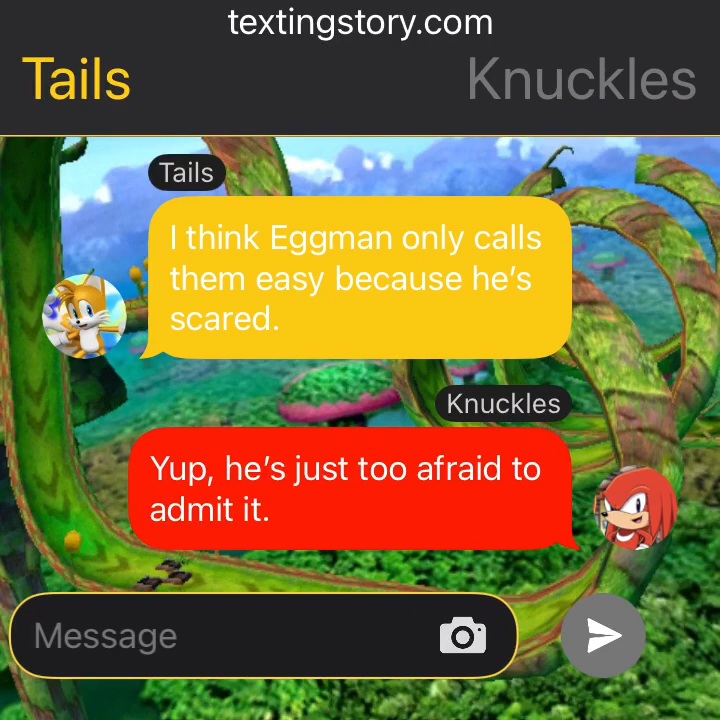 textingstory.com
Tails
Knuckles
Tails
I think Eggman only calls
them easy because he’s
scared.
Knuckles
Yup, he’s just too afraid to
admit it.
Message